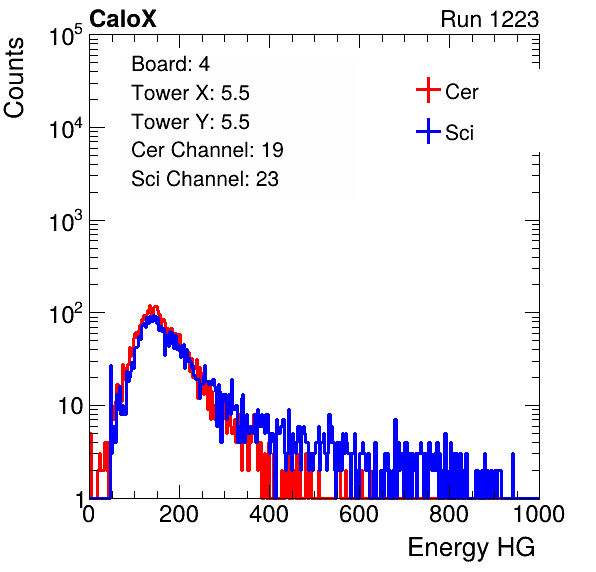 CaloX Run 1223
Counts
Board: 4
Tower X: 5.5
Tower Y: 5.5
Cer Channel: 19
Sci Channel: 23
Cer
Sci
10^5
10^4
10^3
10^2
10
1
0 200 400 600 800 1000
Energy HG